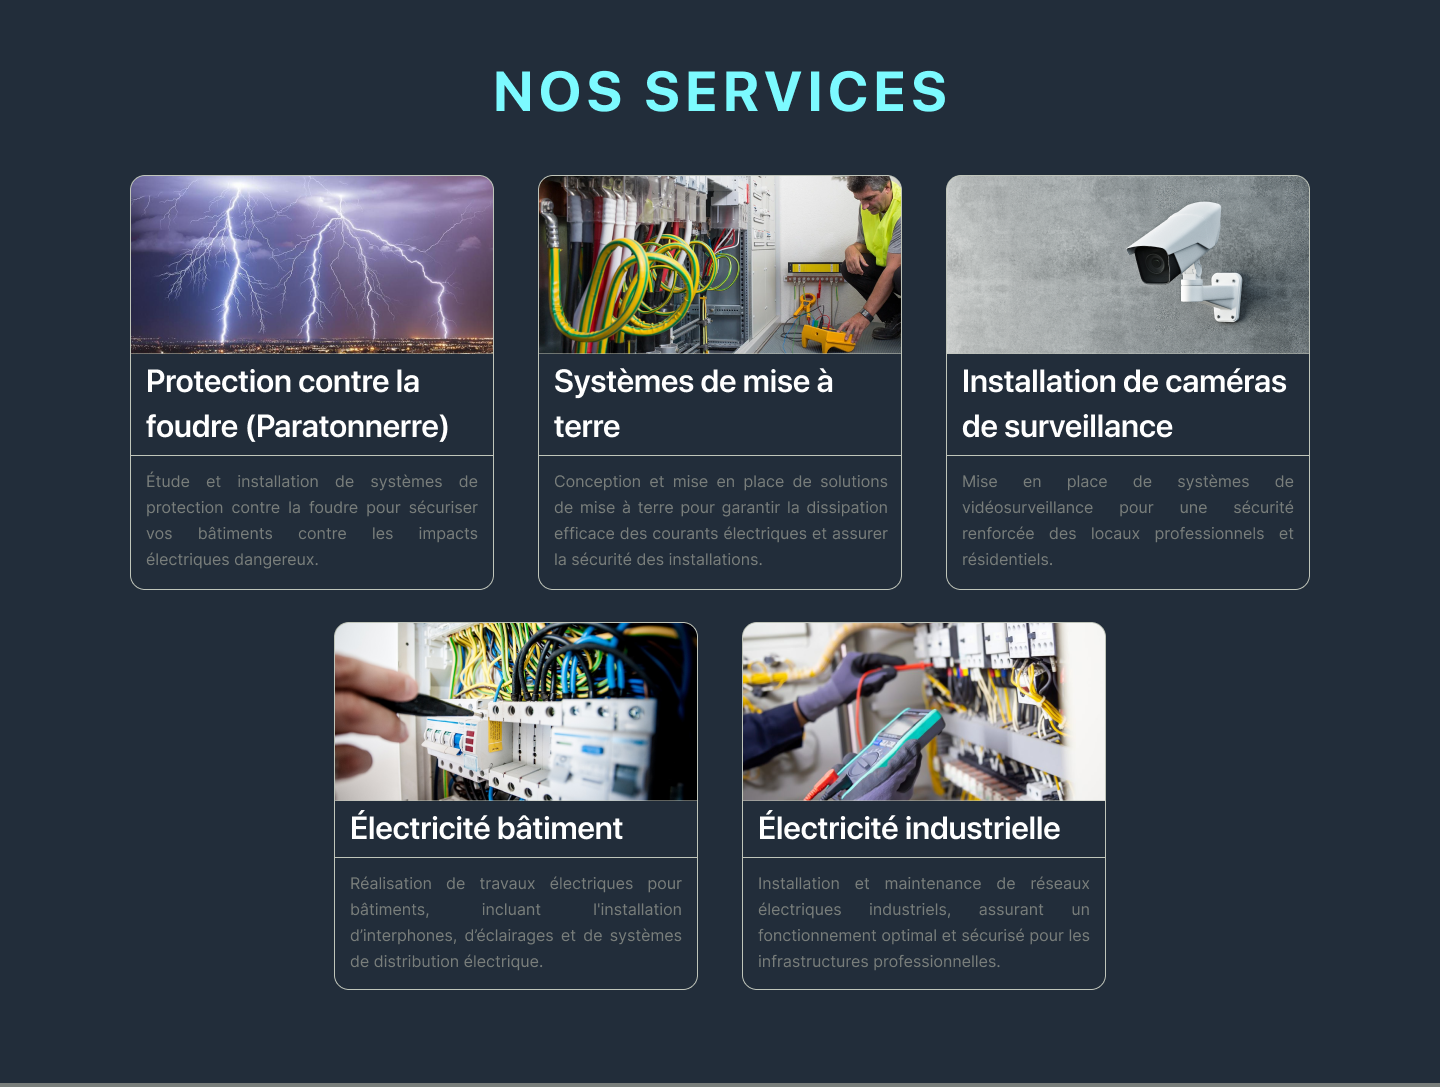 NOS SERVICES
Protection contre la
foudre (Paratonnerre)
Étude et installation de systèmes de
protection contre la foudre pour sécuriser
vos bâtiments contre les impacts
électriques dangereux.
Systèmes de mise à
terre
Conception et mise en place de solutions
de mise à terre pour garantir la dissipation
efficace des courants électriques et assurer
la sécurité des installations.
Installation de caméras
de surveillance
Mise en place de systèmes de
vidéosurveillance pour une sécurité
renforcée des locaux professionnels et
résidentiels.
Électricité bâtiment
Réalisation de travaux électriques pour
bâtiments, incluant l'installation
d’interphones, d’éclairages et de systèmes
de distribution électrique.
Électricité industrielle
Installation et maintenance de réseaux
électriques industriels, assurant un
fonctionnement optimal et sécurisé pour les
infrastructures professionnelles.